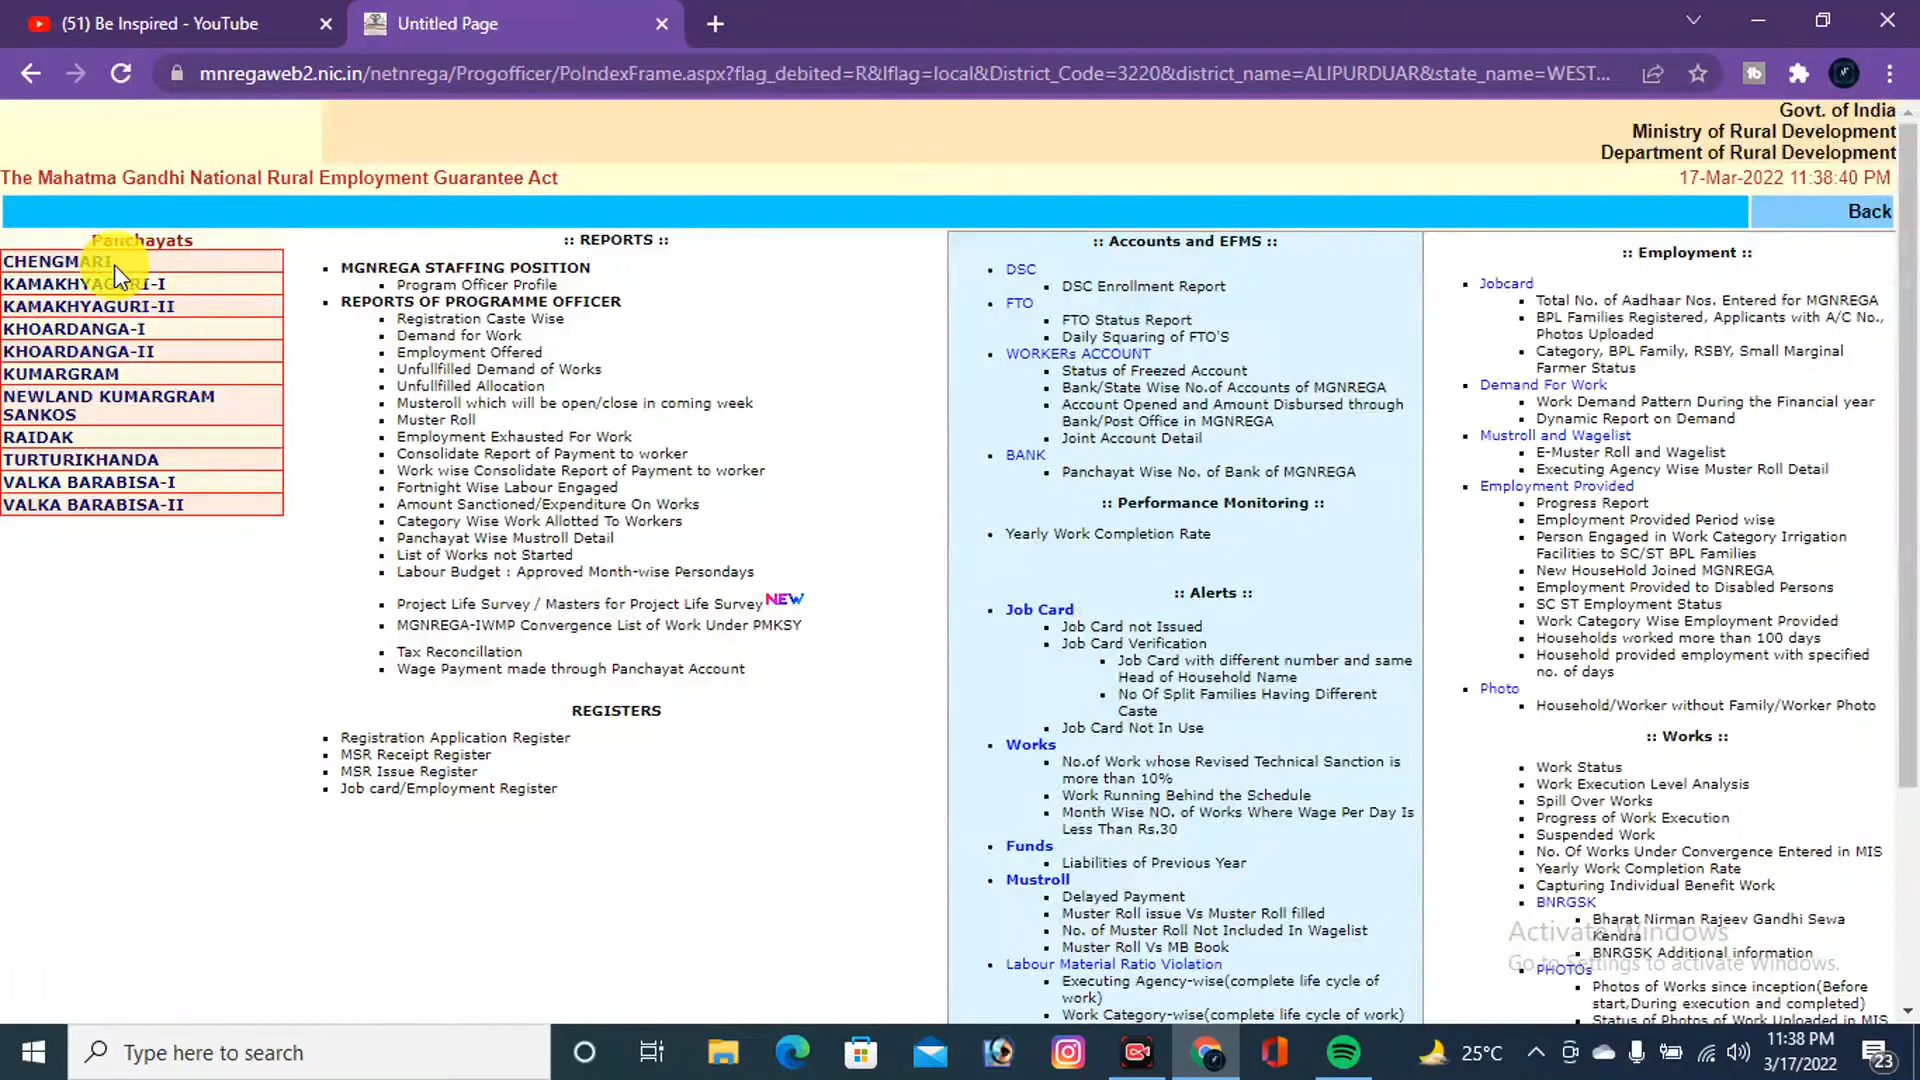 (51) Be Inspired - YouTube
Untitled Page
mnregaweb2.nic.in/netnrega/Progofficer/PoIndexFrame.aspx?flag_debited=R&lflag=local&District_Code=3220&district_name=ALIPURDUAR&state_name=WEST...
Govt. of India
Ministry of Rural Development
Department of Rural Development
The Mahatma Gandhi National Rural Employment Guarantee Act
17-Mar-2022 11:38:40 PM
Back
Panchayats
CHENGMARI
KAMAKHYAGURI-I
KAMAKHYAGURI-II
KHOARDANGA-I
KHOARDANGA-II
KUMARGRAM
NEWLAND KUMARGRAM
SANKOS
RAIDAK
TURTURIKHANDA
VALKA BARABISA-I
VALKA BARABISA-II
:: REPORTS ::
MGNREGA STAFFING POSITION
Program Officer Profile
REPORTS OF PROGRAMME OFFICER
Registration Caste Wise
Demand for Work
Employment Offered
Unfullfilled Demand of Works
Unfullfilled Allocation
Musteroll which will be open/close in coming week
Muster Roll
Employment Exhausted For Work
Consolidate Report of Payment to worker
Work wise Consolidate Report of Payment to worker
Fortnight Wise Labour Engaged
Amount Sanctioned/Expenditure On Works
Category Wise Work Allotted To Workers
Panchayat Wise Mustroll Detail
List of Works not Started
Labour Budget : Approved Month-wise Persondays
Project Life Survey / Masters for Project Life Survey NEW
MGNREGA-IWMP Convergence List of Work Under PMKSY
Tax Reconcillation
Wage Payment made through Panchayat Account
REGISTERS
Registration Application Register
MSR Receipt Register
MSR Issue Register
Job card/Employment Register
:: Accounts and EFMS ::
DSC
DSC Enrollment Report
FTO
FTO Status Report
Daily Squaring of FTO'S
WORKERs ACCOUNT
Status of Freezed Account
Bank/State Wise No.of Accounts of MGNREGA
Account Opened and Amount Disbursed through
Bank/Post Office in MGNREGA
Joint Account Detail
BANK
Panchayat Wise No. of Bank of MGNREGA
:: Performance Monitoring ::
Yearly Work Completion Rate
:: Alerts ::
Job Card
Job Card not Issued
Job Card Verification
Job Card with different number and same
Head of Household Name
No Of Split Families Having Different
Caste
Job Card Not In Use
Works
No.of Work whose Revised Technical Sanction is
more than 10%
Work Running Behind the Schedule
Month Wise NO. of Works Where Wage Per Day Is
Less Than Rs.30
Funds
Liabilities of Previous Year
Mustroll
Delayed Payment
Muster Roll issue Vs Muster Roll filled
No. of Muster Roll Not Included In Wagelist
Muster Roll Vs MB Book
Labour Material Ratio Violation
Executing Agency-wise(complete life cycle of
work)
Work Category-wise(complete life cycle of work)
:: Employment ::
Jobcard
Total No. of Aadhaar Nos. Entered for MGNREGA
BPL Families Registered, Applicants with A/C No.,
Photos Uploaded
Category, BPL Family, RSBY, Small Marginal
Farmer Status
Demand For Work
Work Demand Pattern During the Financial year
Dynamic Report on Demand
Mustroll and Wagelist
E-Muster Roll and Wagelist
Executing Agency Wise Muster Roll Detail
Employment Provided
Progress Report
Employment Provided Period wise
Person Engaged in Work Category Irrigation
Facilities to SC/ST BPL Families
New HouseHold Joined MGNREGA
Employment Provided to Disabled Persons
SC ST Employment Status
Work Category Wise Employment Provided
Households worked more than 100 days
Household provided employment with specified
no. of days
Photo
Household/Worker without Family/Worker Photo
:: Works ::
Work Status
Work Execution Level Analysis
Spill Over Works
Progress of Work Execution
Suspended Work
No. Of Works Under Convergence Entered in MIS
Yearly Work Completion Rate
Capturing Individual Benefit Work
BNRGSK
Bharat Nirman Rajeev Gandhi Sewa
Kendra
BNRGSK Additional information
PHOTOs
Photos of Works since inception(Before
start,During execution and completed)
Status of Photos of Work Uploaded in MIS
Activate Windows
Go to Settings to activate Windows.
Type here to search
25°C
11:38 PM
3/17/2022
23